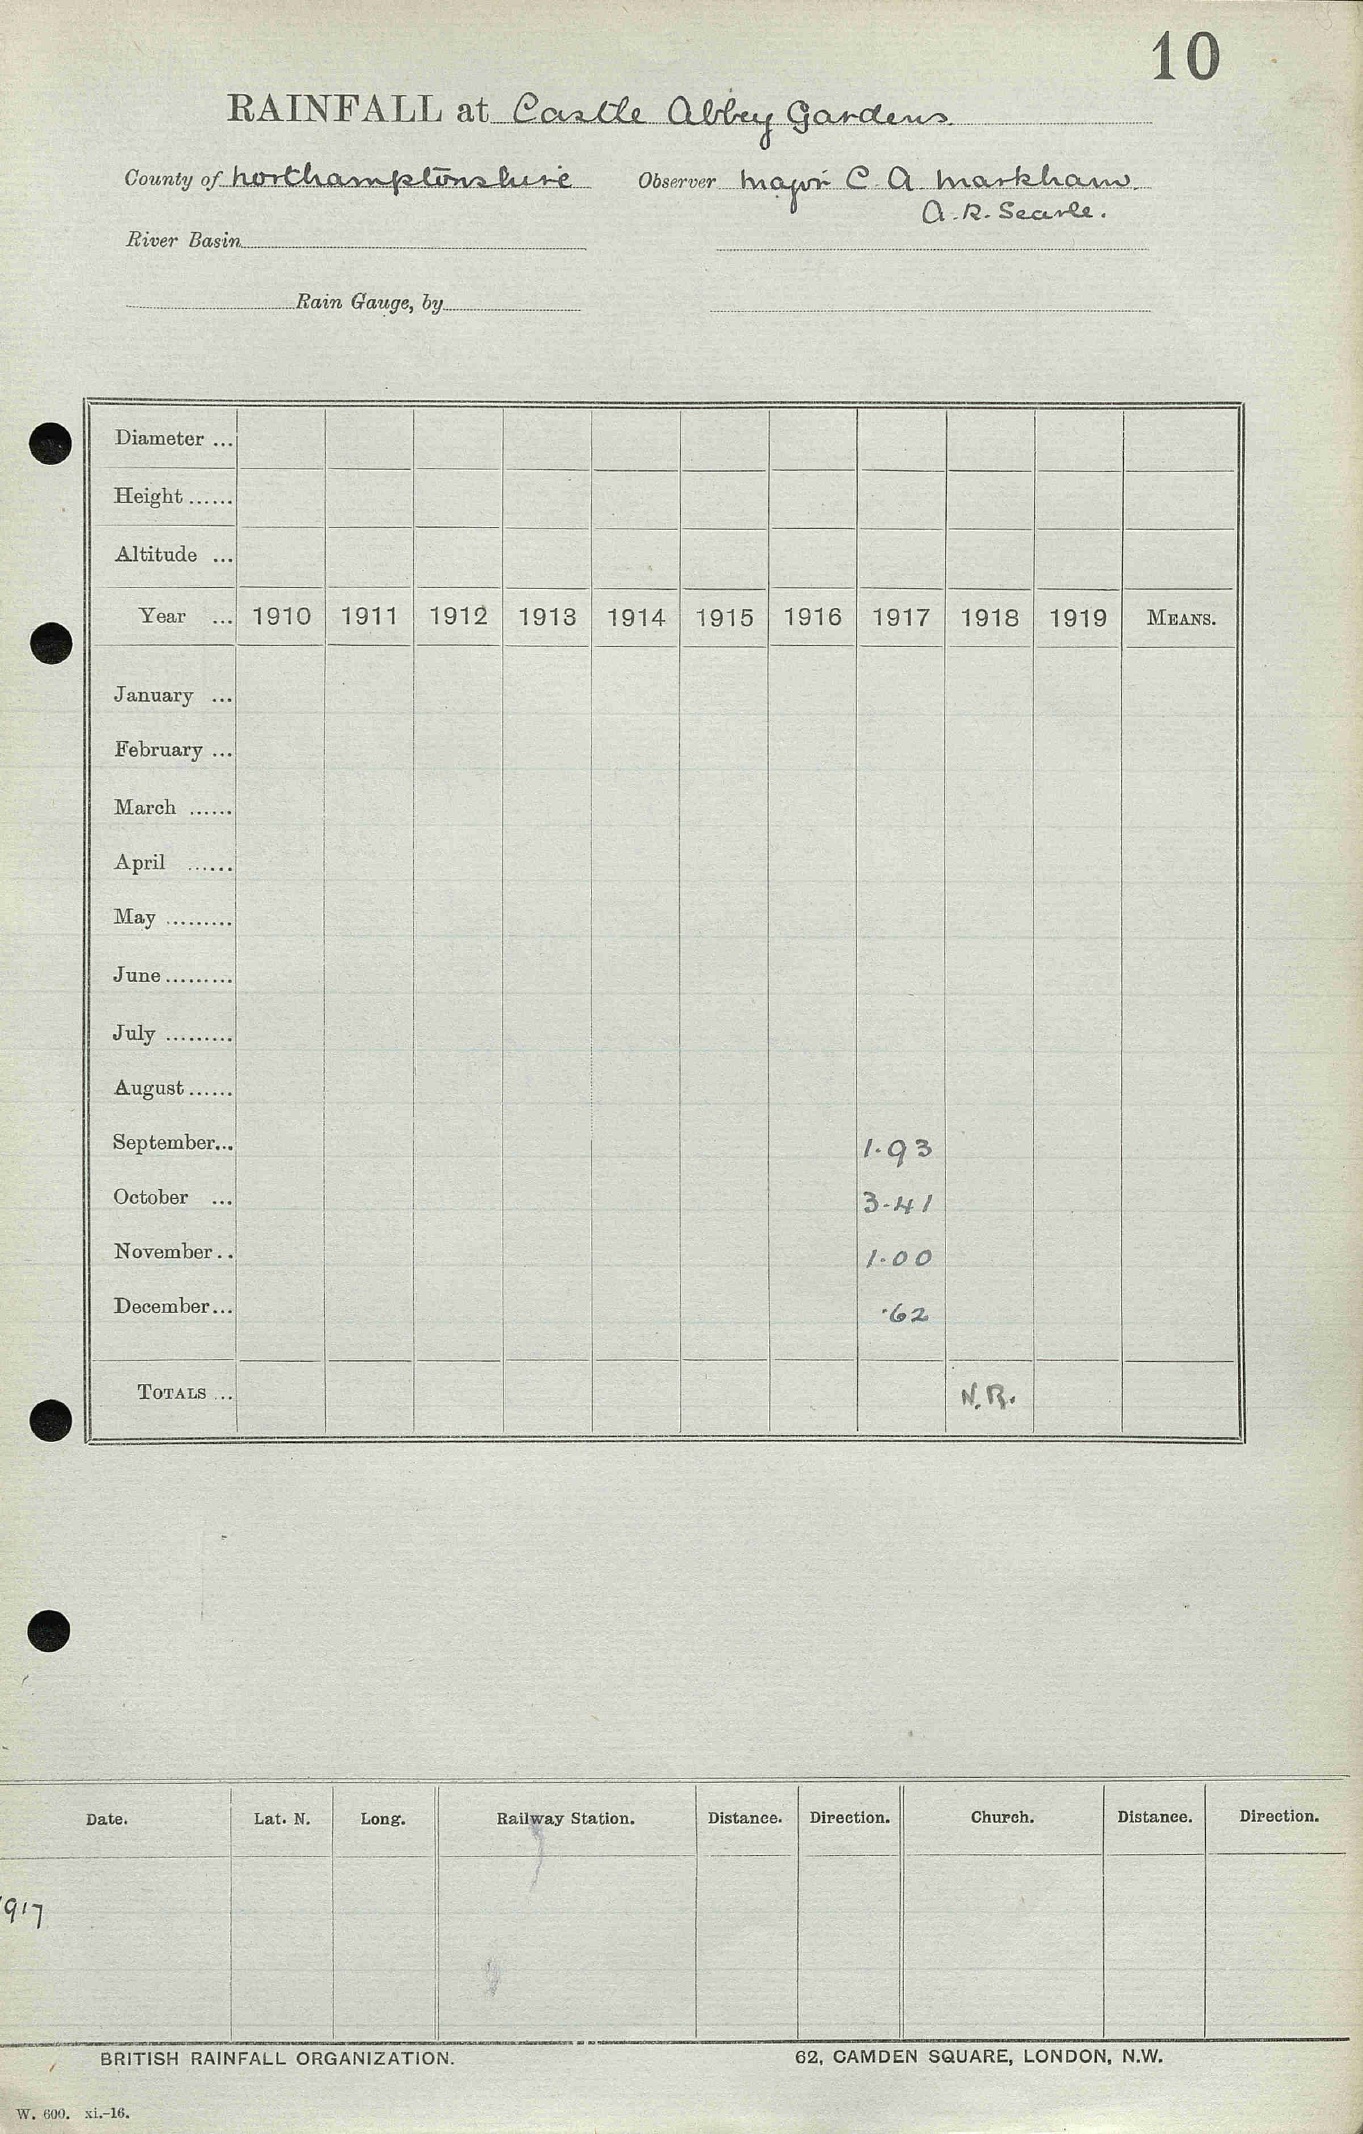 10
RAINFALL at Castle Abbey Gardens.
County of Northamptonshire Observer Major C. A. Markham.
A. R. Searle.
River Basin
Rain Gauge, by
Diameter ...
Height ......
Altitude ...
Year ... 1910 1911 1912 1913 1914 1915 1916 1917 1918 1919 MEANS.
January ...
February ...
March ......
April ......
May .........
June .........
July .........
August ......
September... 1.93
October ... 3.41
November .. 1.00
December... .62
TOTALS ... N.R.
Date. Lat. N. Long. Railway Station. Distance. Direction. Church. Distance. Direction.
1917
BRITISH RAINFALL ORGANIZATION. 62, CAMDEN SQUARE, LONDON, N.W.
W. 600. xi.-16.